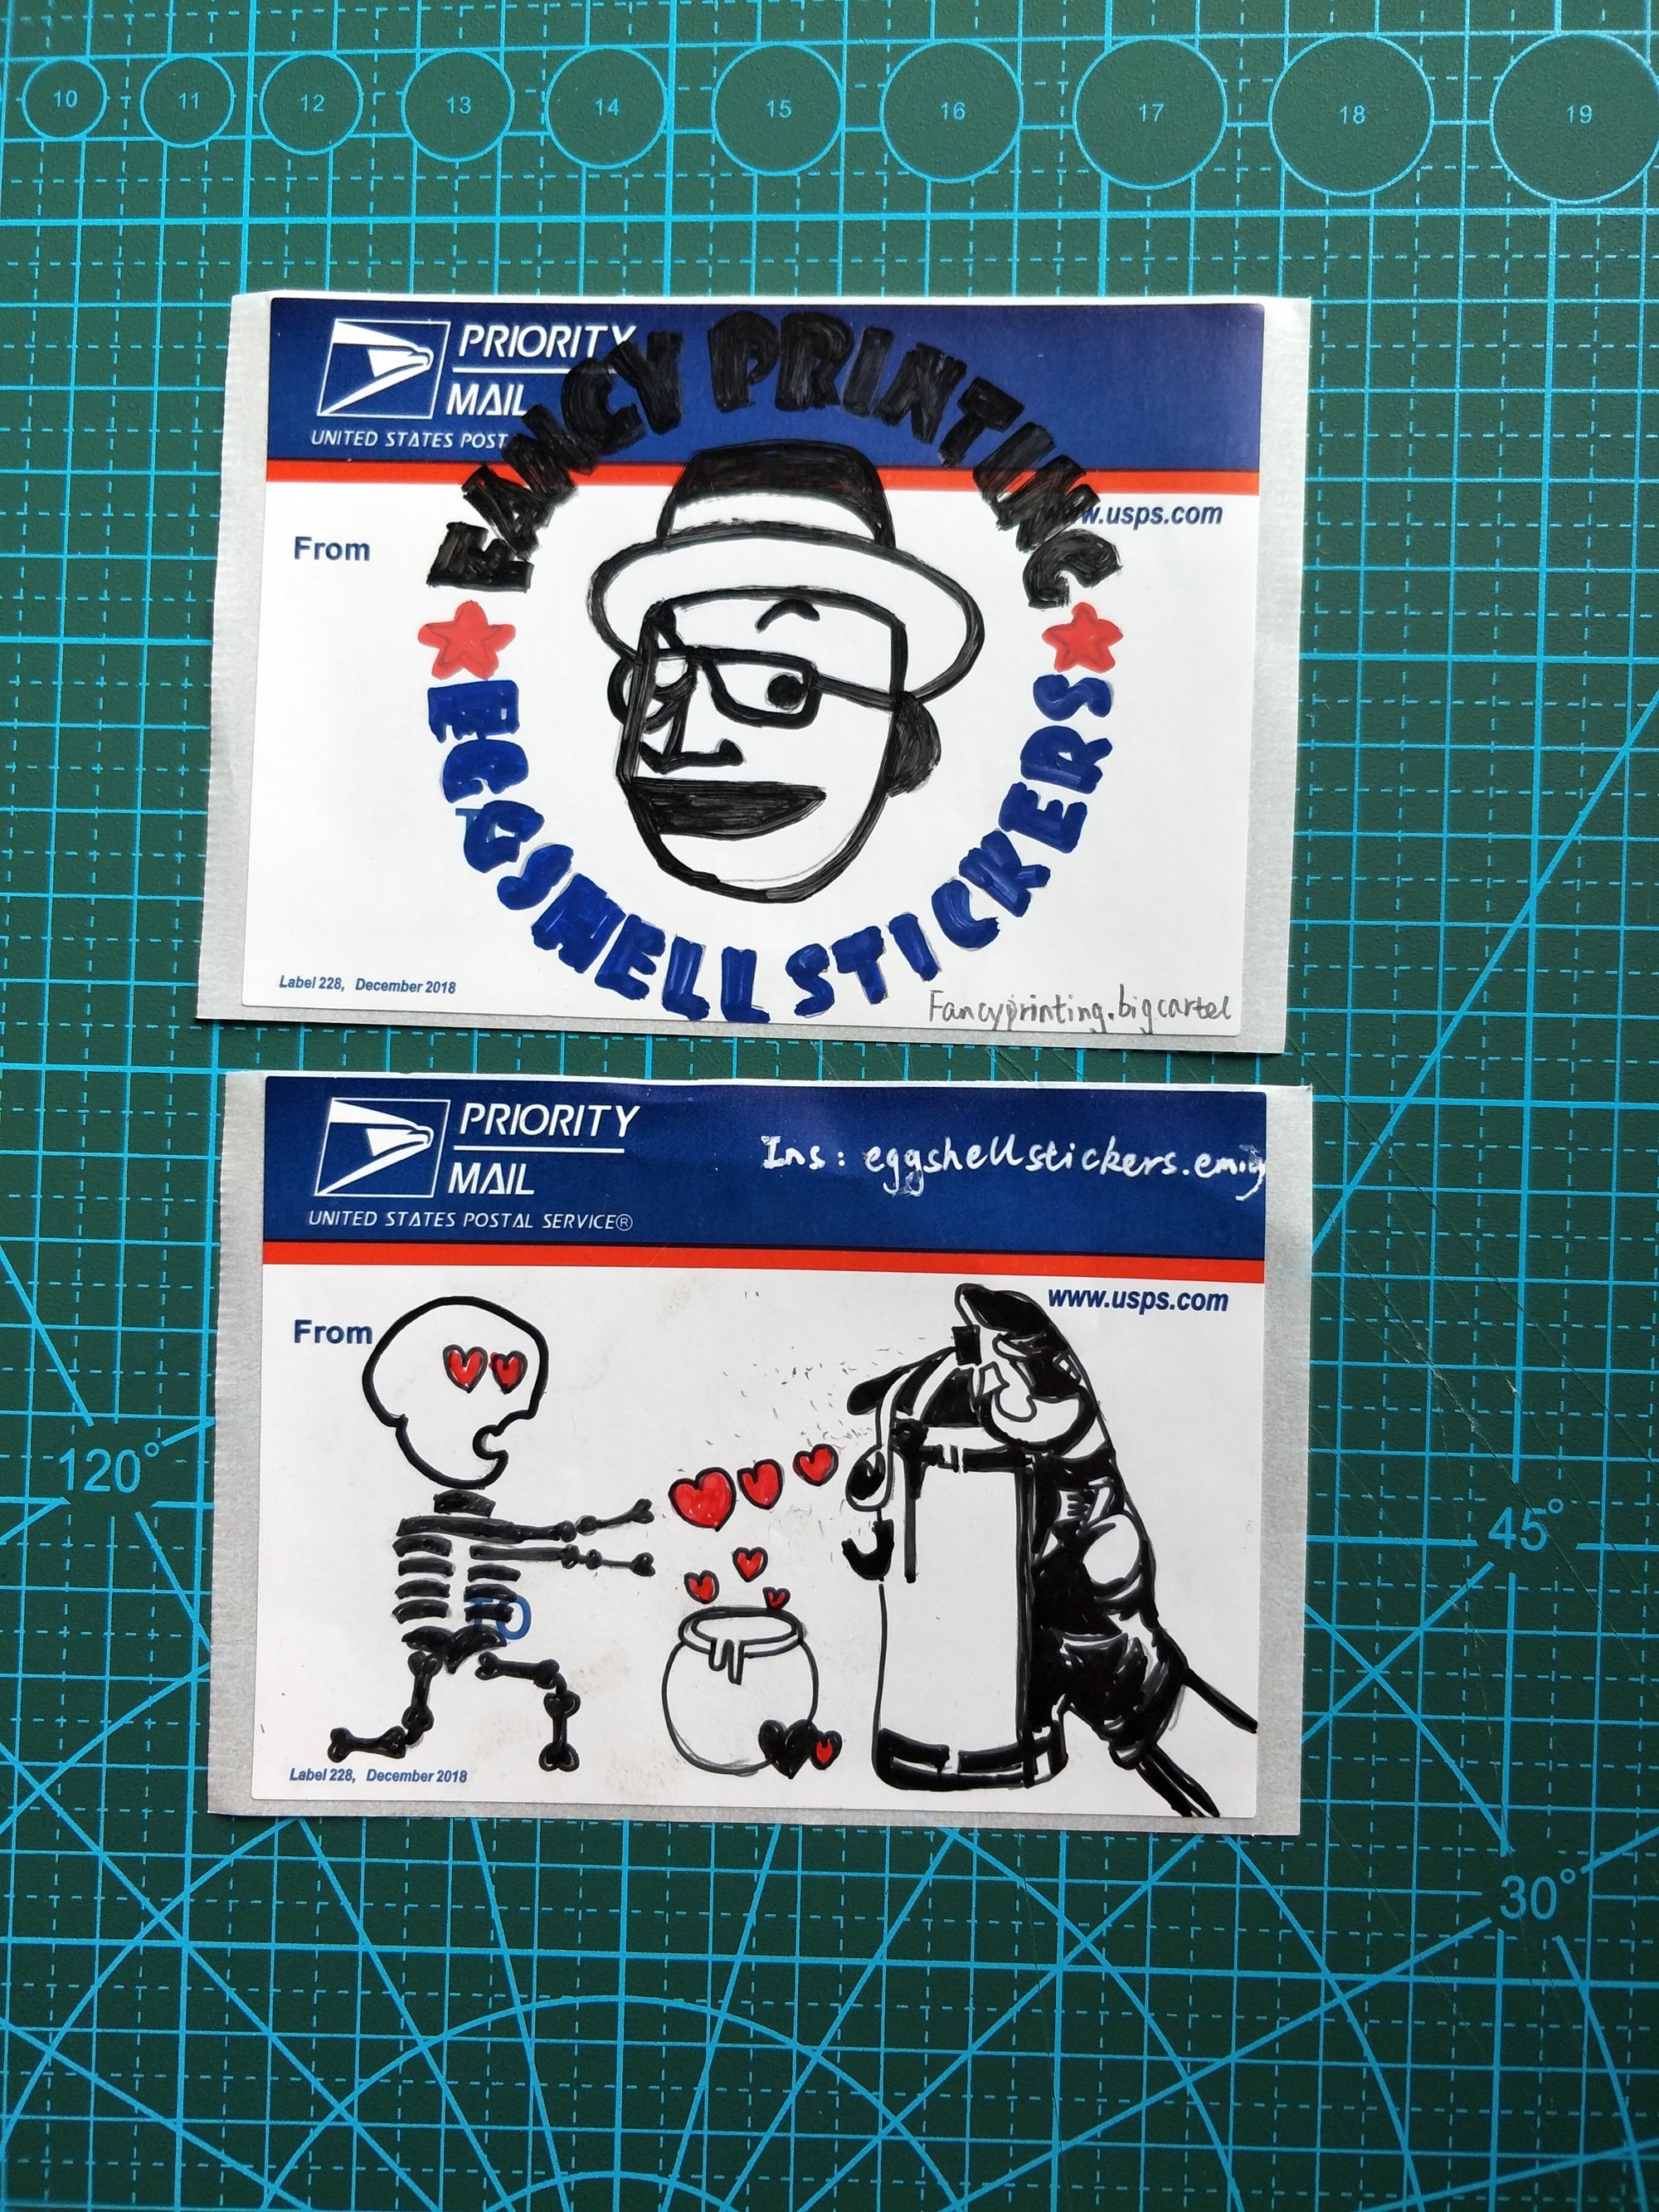 10 11 12 13 14 15 16 17 18 19
PRIORITY
MAIL
UNITED STATES POST
FANCY PRINTING
www.usps.com
From
EGGSHELL STICKERS
Label 228, December 2018
Fancyprinting.bigcartel
PRIORITY
MAIL
UNITED STATES POSTAL SERVICE®
Ins: eggshellstickers.emily
www.usps.com
From
TO
Label 228, December 2018
120°
45°
30°